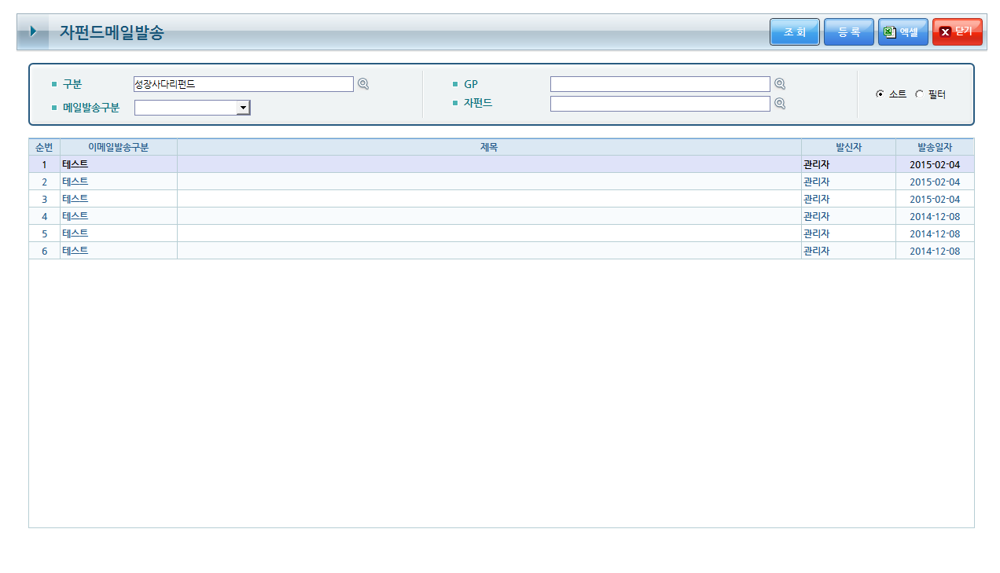 자펀드메일발송 조 회 등 록 엑셀 닫기
구분 성장사다리펀드 GP
메일발송구분 자펀드 소트 필터
순번 이메일발송구분 제목 발신자 발송일자
1 테스트 관리자 2015-02-04
2 테스트 관리자 2015-02-04
3 테스트 관리자 2015-02-04
4 테스트 관리자 2014-12-08
5 테스트 관리자 2014-12-08
6 테스트 관리자 2014-12-08